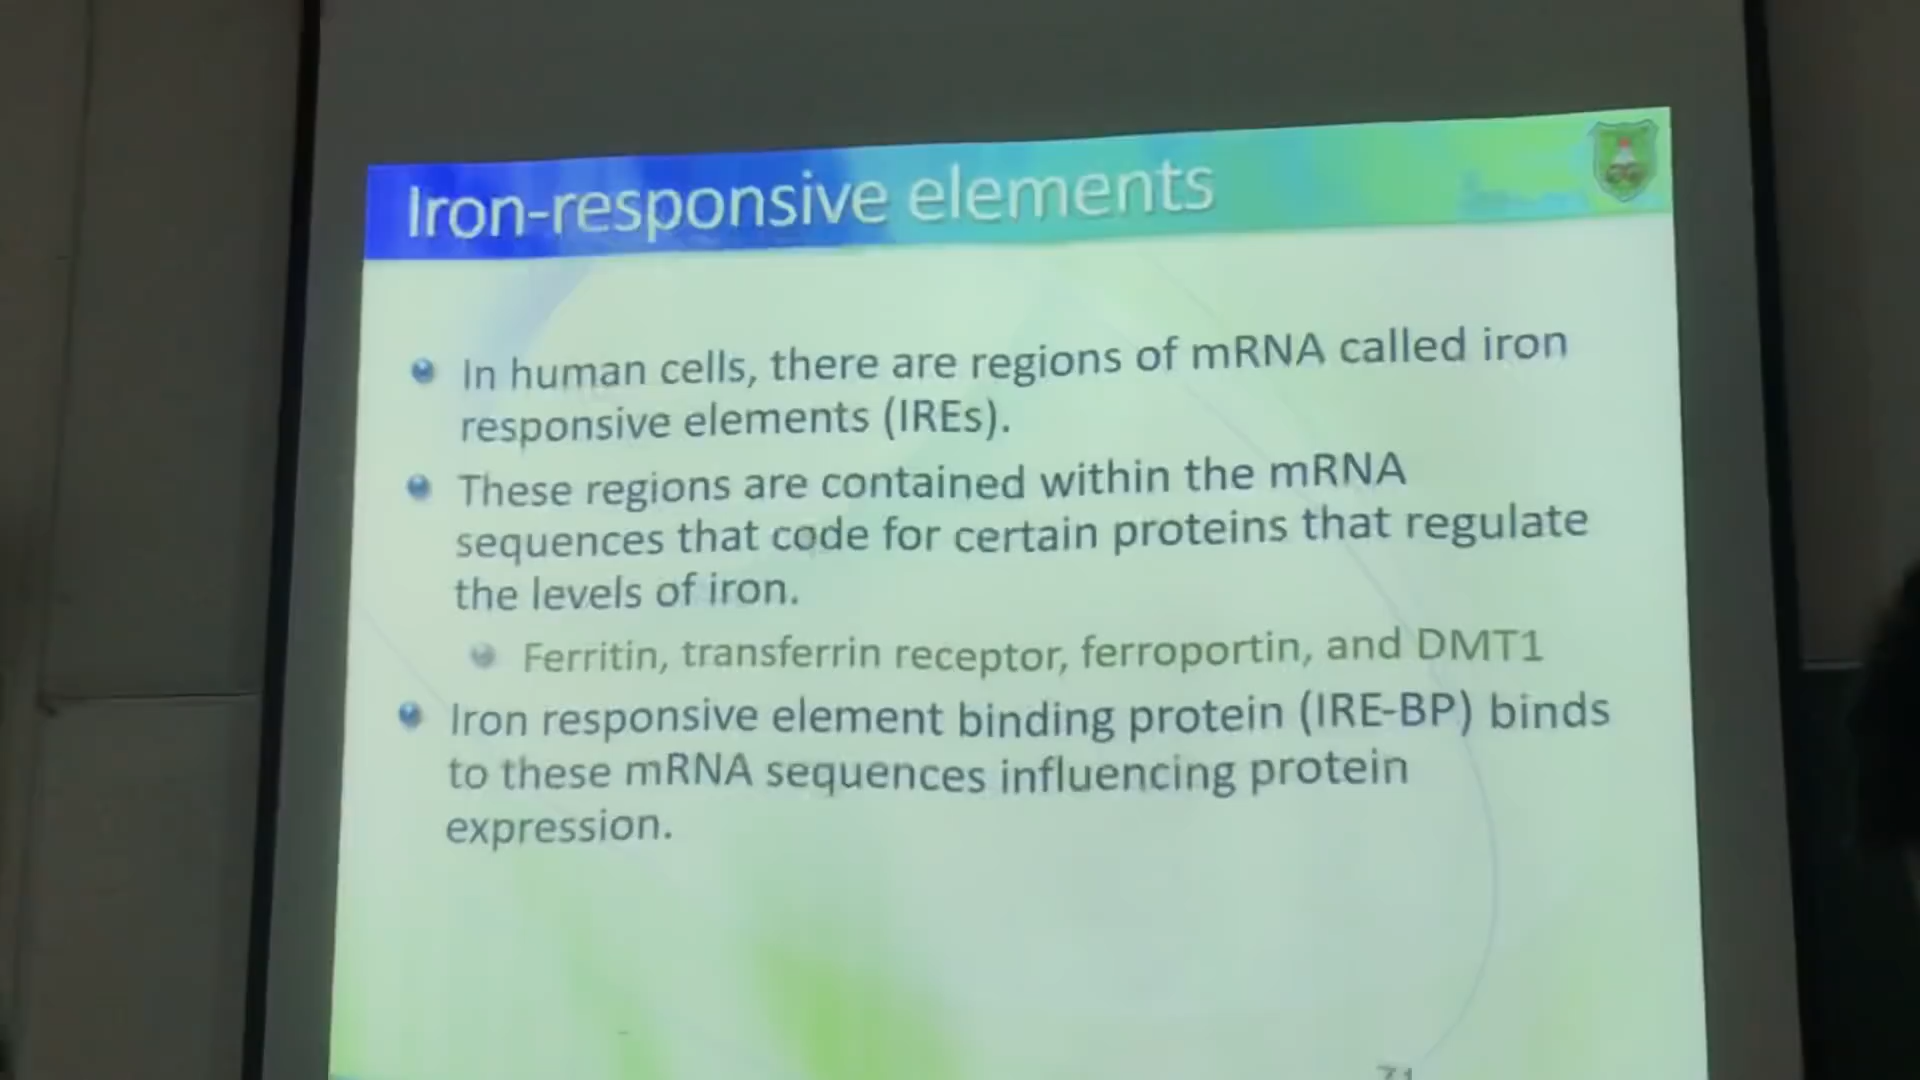 Iron-responsive elements
In human cells, there are regions of mRNA called iron
responsive elements (IREs).
These regions are contained within the mRNA
sequences that code for certain proteins that regulate
the levels of iron.
Ferritin, transferrin receptor, ferroportin, and DMT1
Iron responsive element binding protein (IRE-BP) binds
to these mRNA sequences influencing protein
expression.